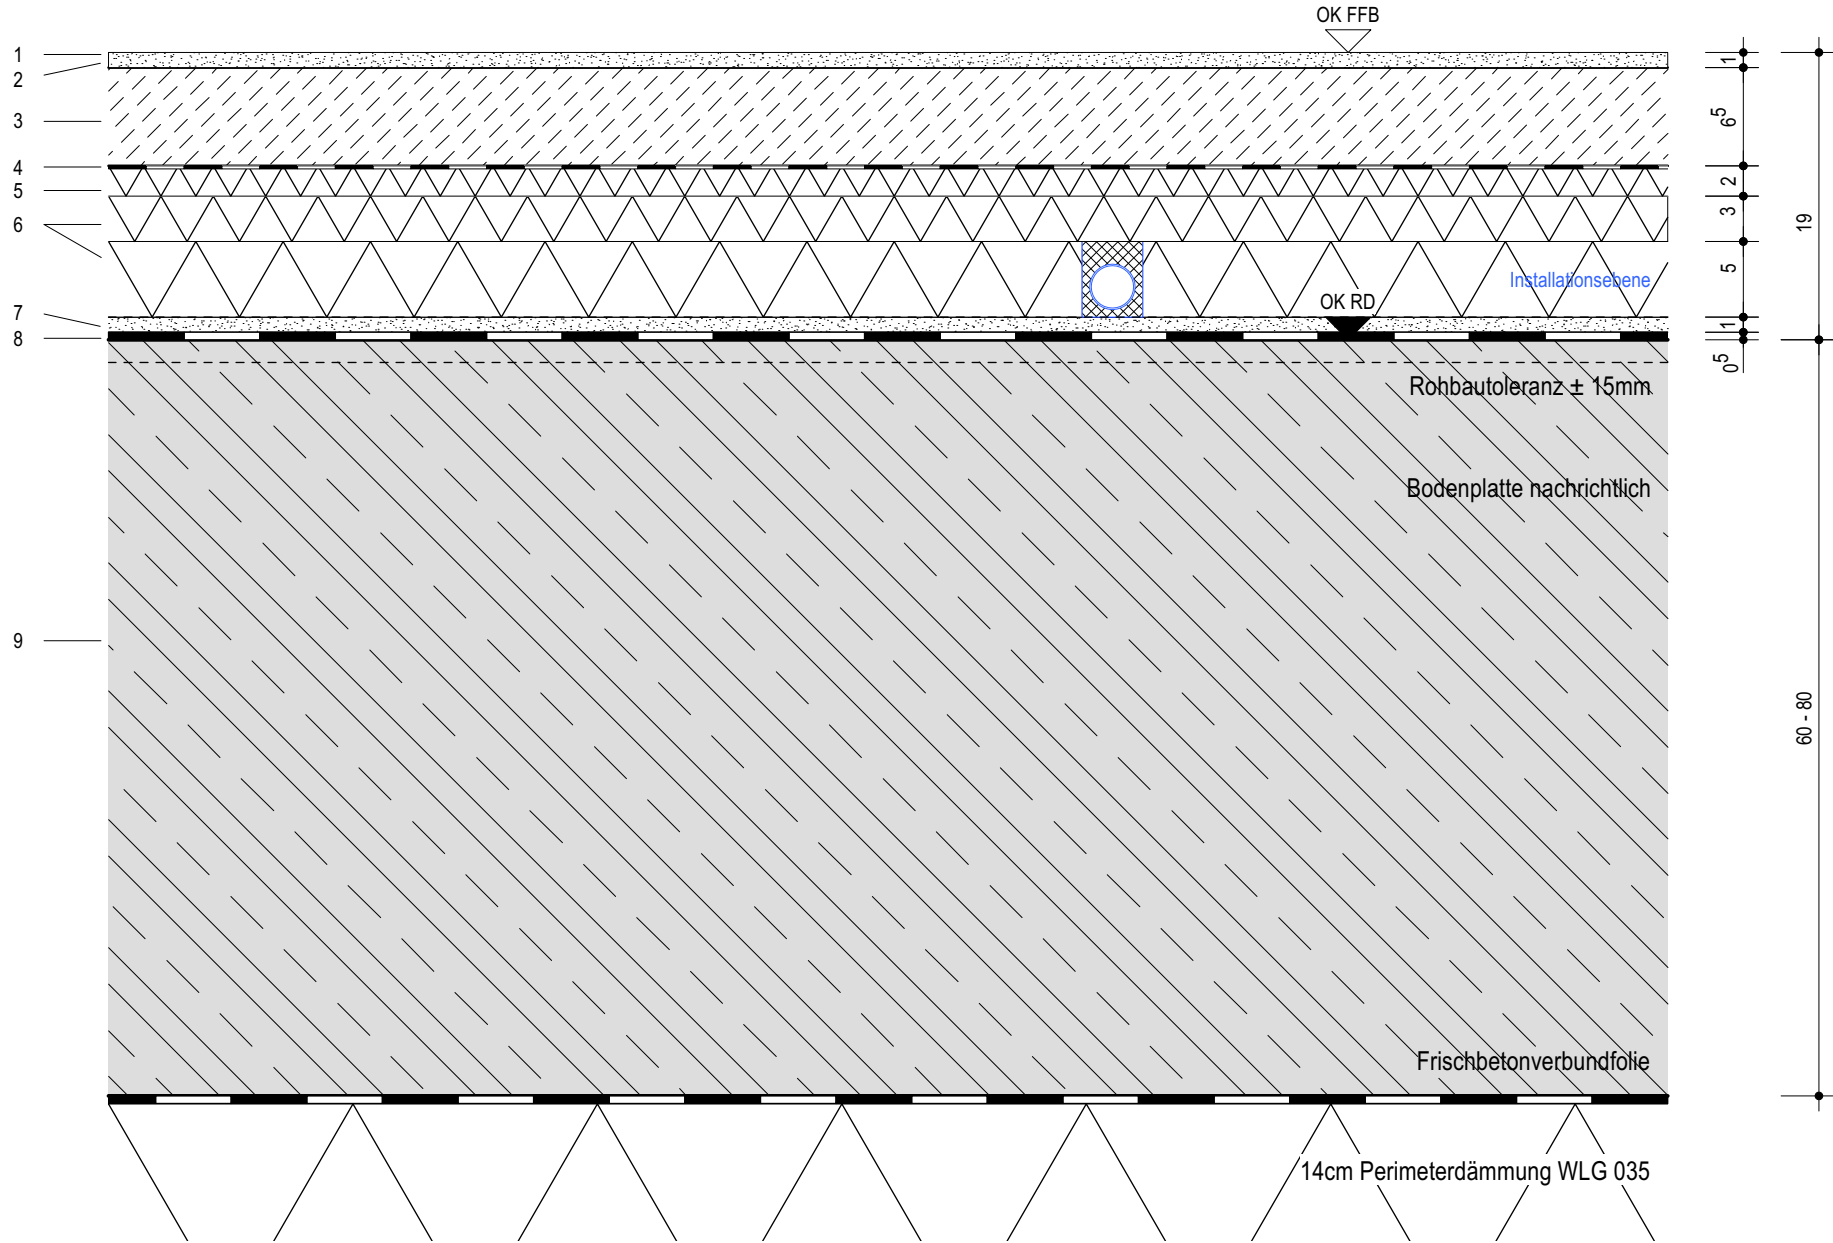 OK FFB
1
2
3
4
5
6
7
8
9
1
6⁵
2
3
5
1
0⁵
19
60 - 80
Installationsebene
OK RD
Rohbautoleranz ± 15mm
Bodenplatte nachrichtlich
Frischbetonverbundfolie
14cm Perimeterdämmung WLG 035